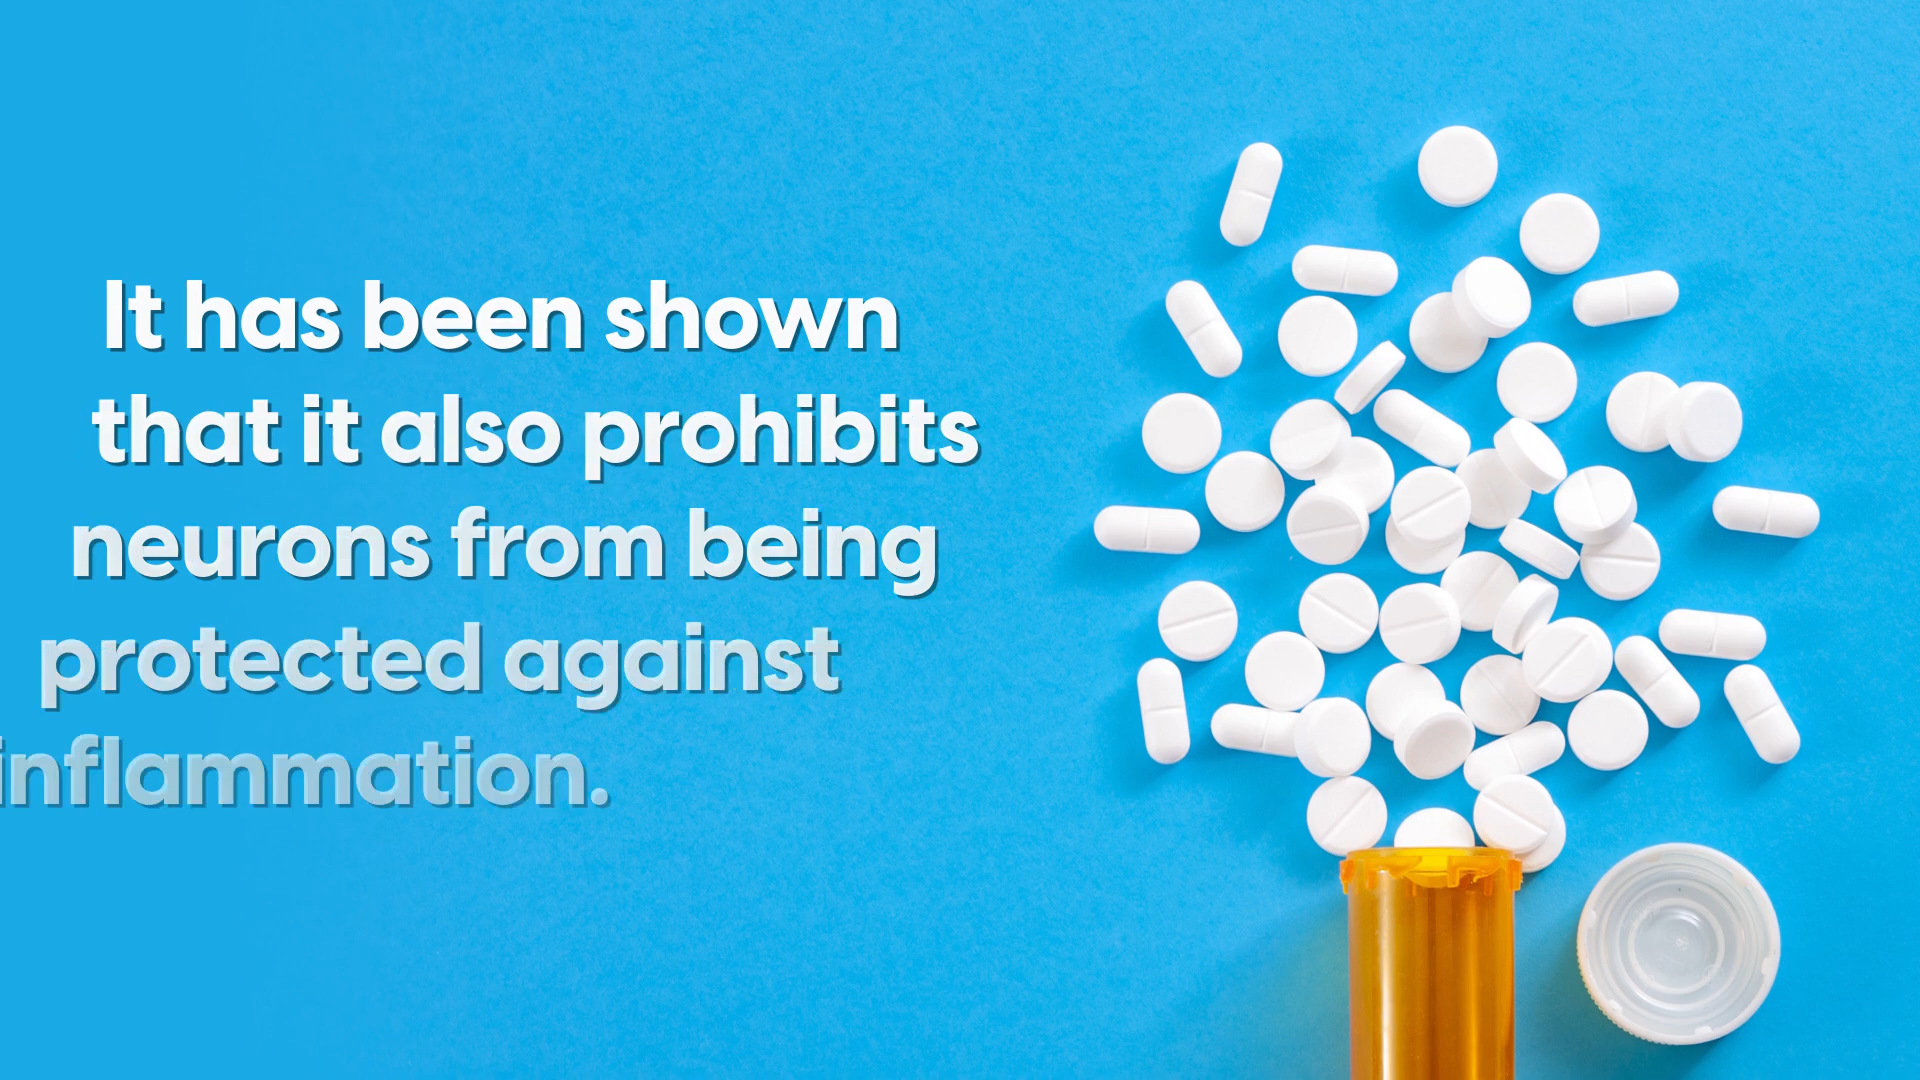 It has been shown
that it also prohibits
neurons from being
protected against
inflammation.